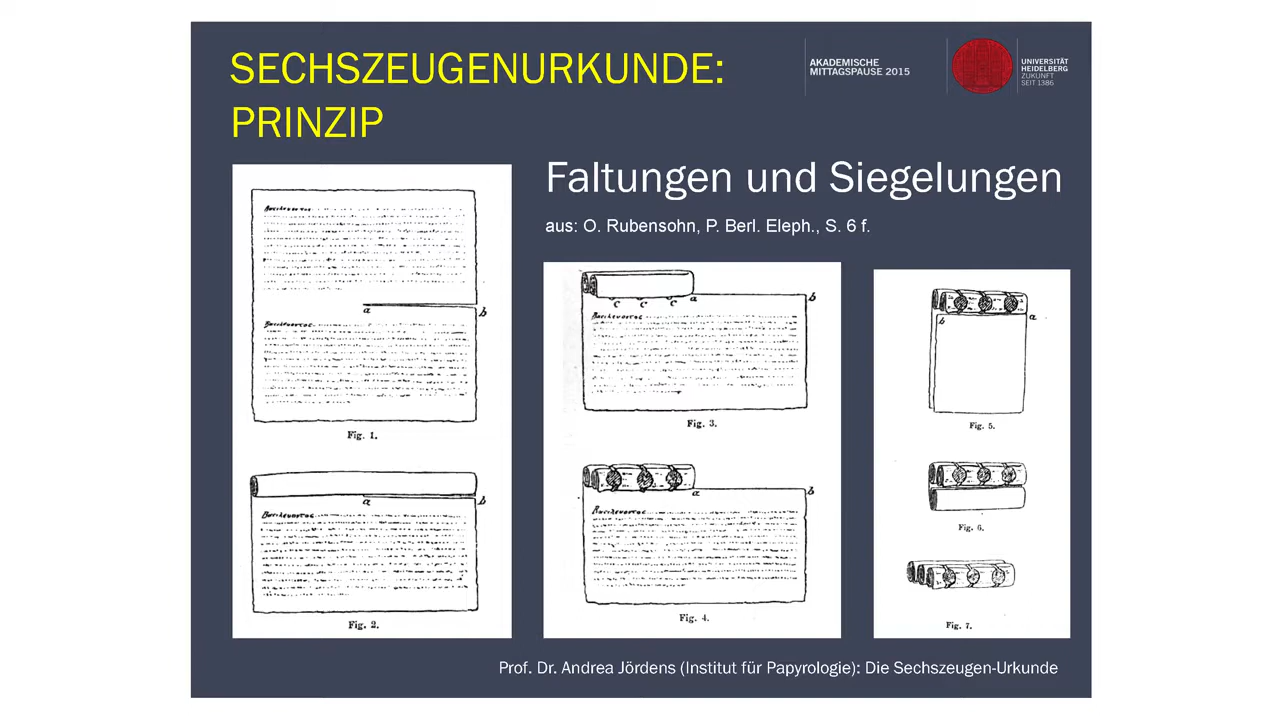 SECHSZEUGENURKUNDE:
PRINZIP
AKADEMISCHE
MITTAGSPAUSE 2015
UNIVERSITÄT
HEIDELBERG
ZUKUNFT
SEIT 1386
Faltungen und Siegelungen
aus: O. Rubensohn, P. Berl. Eleph., S. 6 f.
a
b
Fig. 1.
a
b
Fig. 2.
c c c a b
Fig. 3.
a b
Fig. 4.
b a
Fig. 5.
Fig. 6.
Fig. 7.
Prof. Dr. Andrea Jördens (Institut für Papyrologie): Die Sechszeugen-Urkunde